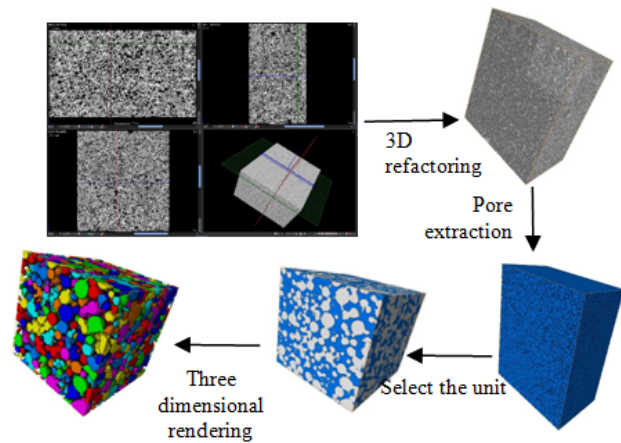 3D
refactoring
Pore
extraction
Select the unit
Three
dimensional
rendering